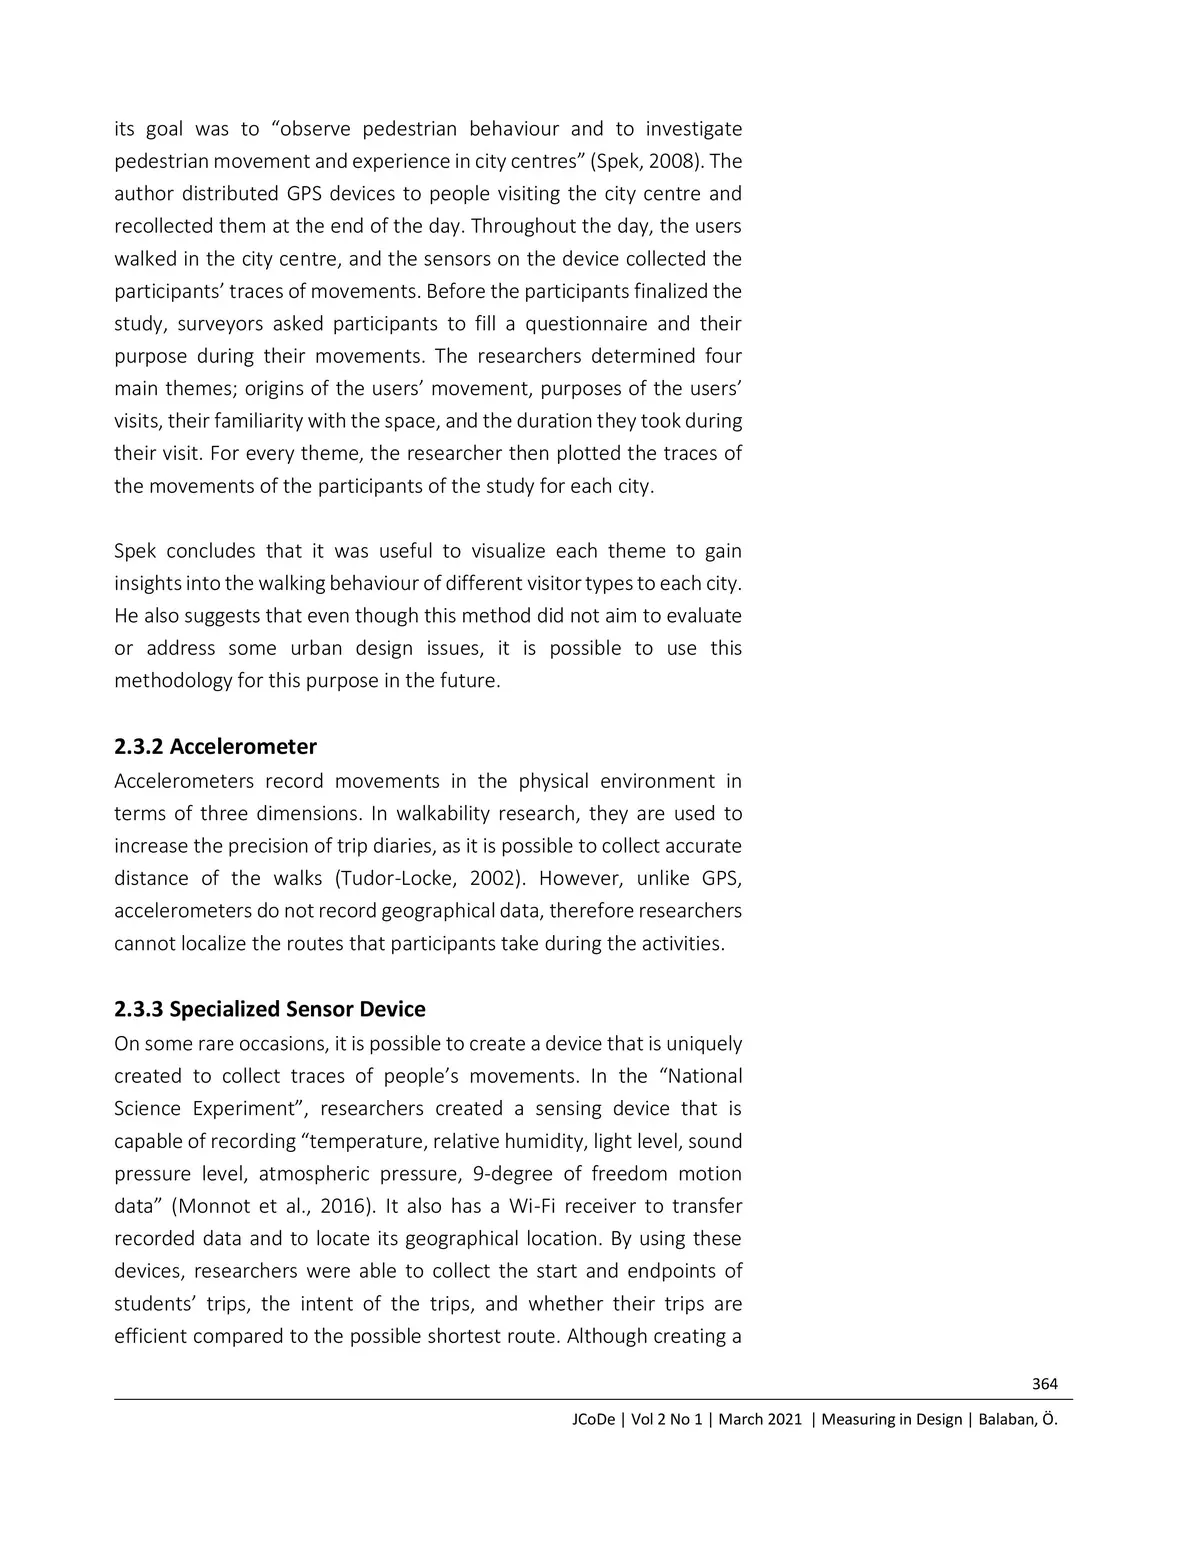 its goal was to “observe pedestrian behaviour and to investigate
pedestrian movement and experience in city centres” (Spek, 2008). The
author distributed GPS devices to people visiting the city centre and
recollected them at the end of the day. Throughout the day, the users
walked in the city centre, and the sensors on the device collected the
participants’ traces of movements. Before the participants finalized the
study, surveyors asked participants to fill a questionnaire and their
purpose during their movements. The researchers determined four
main themes; origins of the users’ movement, purposes of the users’
visits, their familiarity with the space, and the duration they took during
their visit. For every theme, the researcher then plotted the traces of
the movements of the participants of the study for each city.
Spek concludes that it was useful to visualize each theme to gain
insights into the walking behaviour of different visitor types to each city.
He also suggests that even though this method did not aim to evaluate
or address some urban design issues, it is possible to use this
methodology for this purpose in the future.
2.3.2 Accelerometer
Accelerometers record movements in the physical environment in
terms of three dimensions. In walkability research, they are used to
increase the precision of trip diaries, as it is possible to collect accurate
distance of the walks (Tudor-Locke, 2002). However, unlike GPS,
accelerometers do not record geographical data, therefore researchers
cannot localize the routes that participants take during the activities.
2.3.3 Specialized Sensor Device
On some rare occasions, it is possible to create a device that is uniquely
created to collect traces of people’s movements. In the “National
Science Experiment”, researchers created a sensing device that is
capable of recording “temperature, relative humidity, light level, sound
pressure level, atmospheric pressure, 9-degree of freedom motion
data” (Monnot et al., 2016). It also has a Wi-Fi receiver to transfer
recorded data and to locate its geographical location. By using these
devices, researchers were able to collect the start and endpoints of
students’ trips, the intent of the trips, and whether their trips are
efficient compared to the possible shortest route. Although creating a
364
JCoDe | Vol 2 No 1 | March 2021 | Measuring in Design | Balaban, Ö.